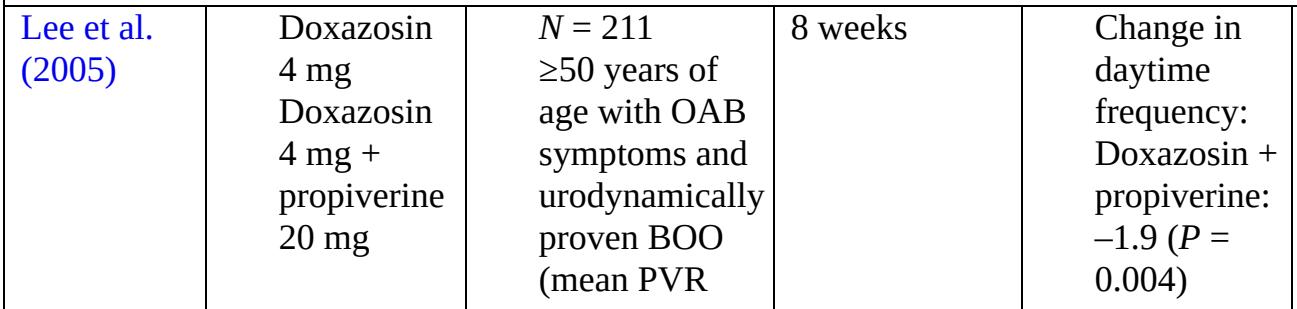 Lee et al.
(2005)
Doxazosin
4 mg
Doxazosin
4 mg +
propiverine
20 mg
N = 211
≥50 years of
age with OAB
symptoms and
urodynamically
proven BOO
(mean PVR
8 weeks
Change in
daytime
frequency:
Doxazosin +
propiverine:
–1.9 (P =
0.004)